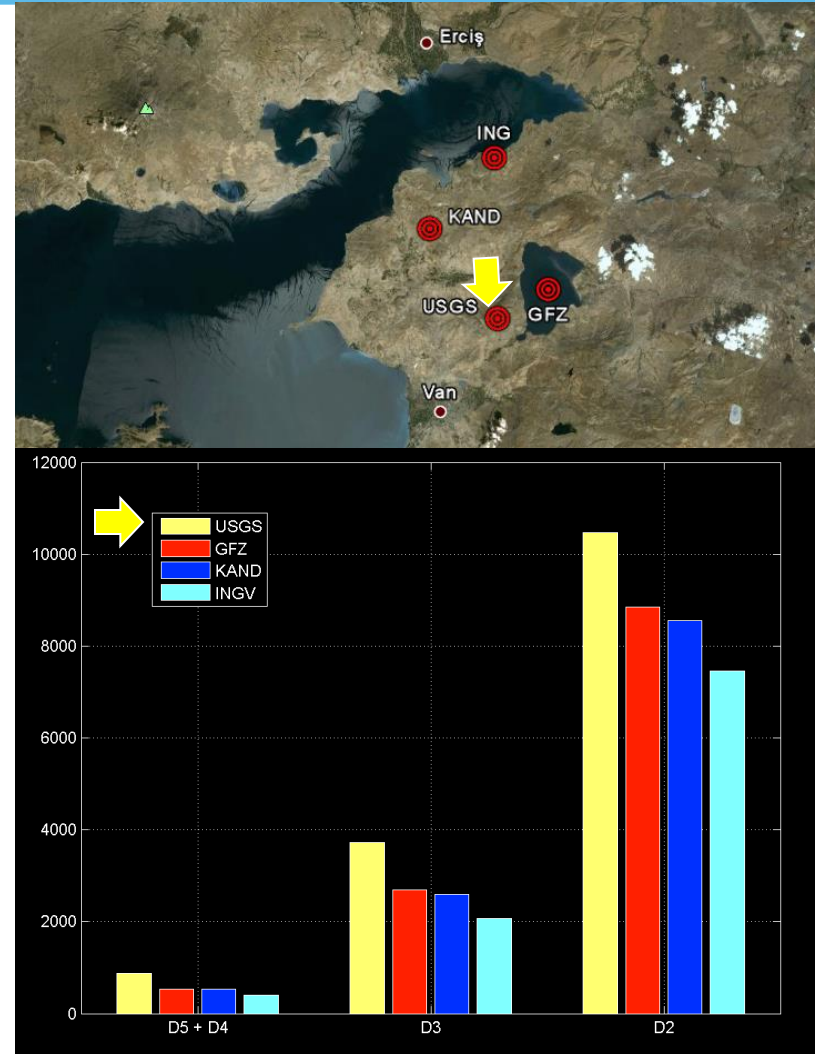 Erciş
ING
KAND
USGS
GFZ
Van
12000
10000
8000
6000
4000
2000
0
USGS
GFZ
KAND
INGV
D5 + D4
D3
D2